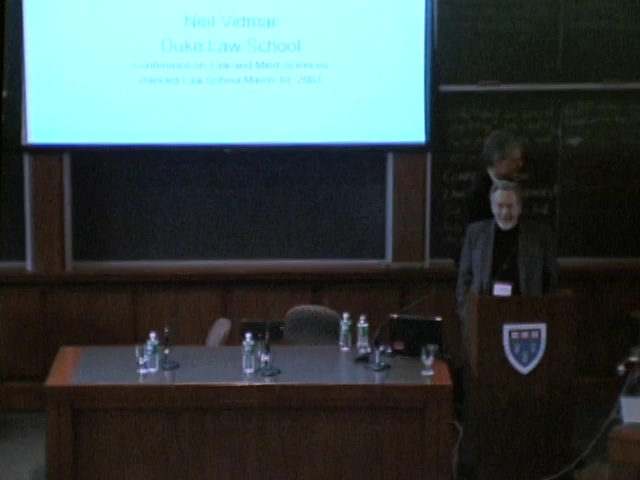 Neil Vidmar
Duke Law School
Conference on Law and Mind Sciences
Harvard Law School March 10, 2007